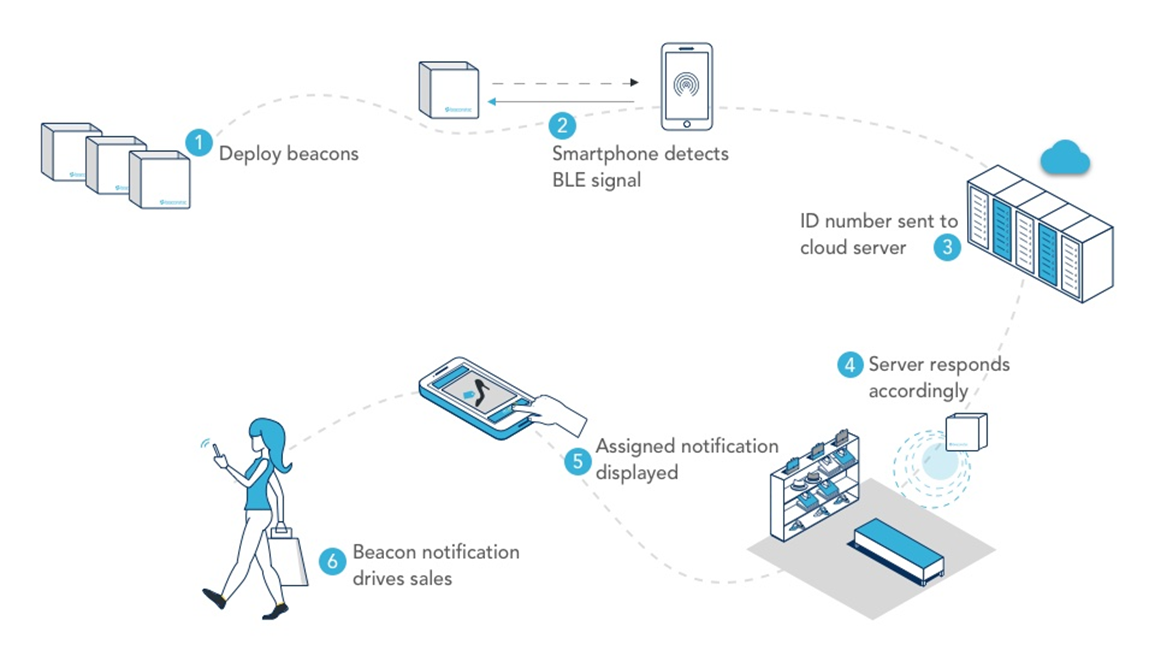 1
Deploy beacons
2
Smartphone detects
BLE signal
ID number sent to
cloud server 3
4 Server responds
accordingly
5 Assigned notification
displayed
6 Beacon notification
drives sales